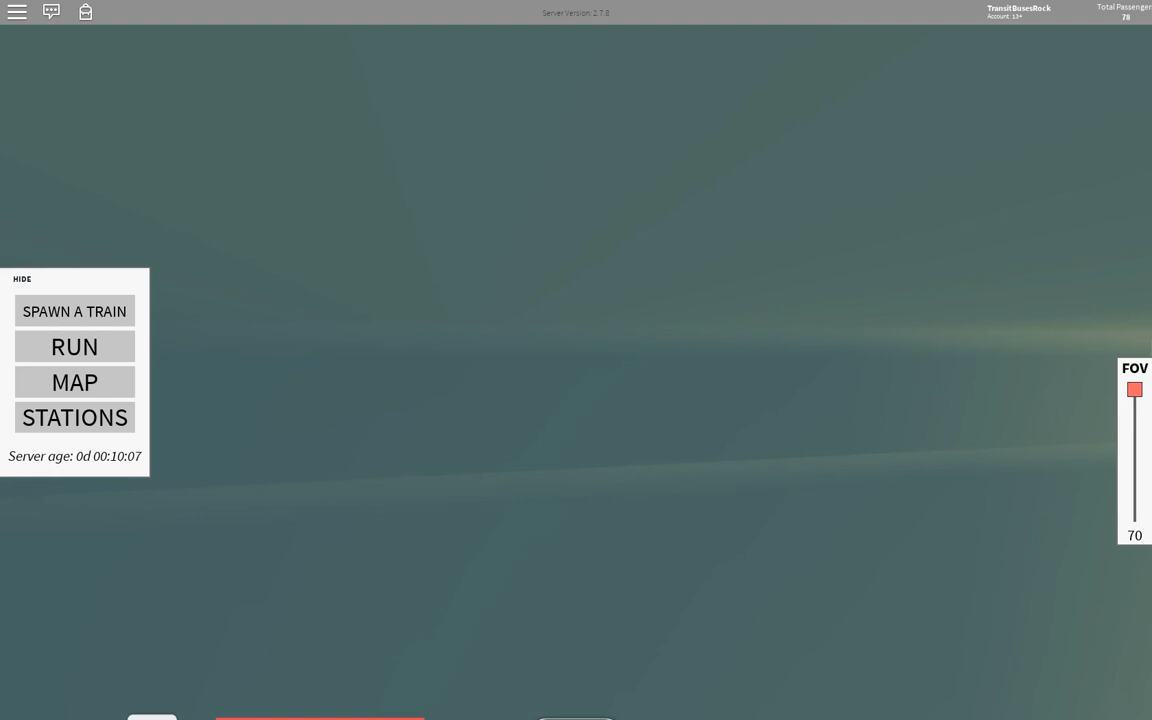 Server Version: 2.7.8
TransitBusesRock
Account: 13+
Total Passenger
78
HIDE
SPAWN A TRAIN
RUN
MAP
STATIONS
Server age: 0d 00:10:07
FOV
70